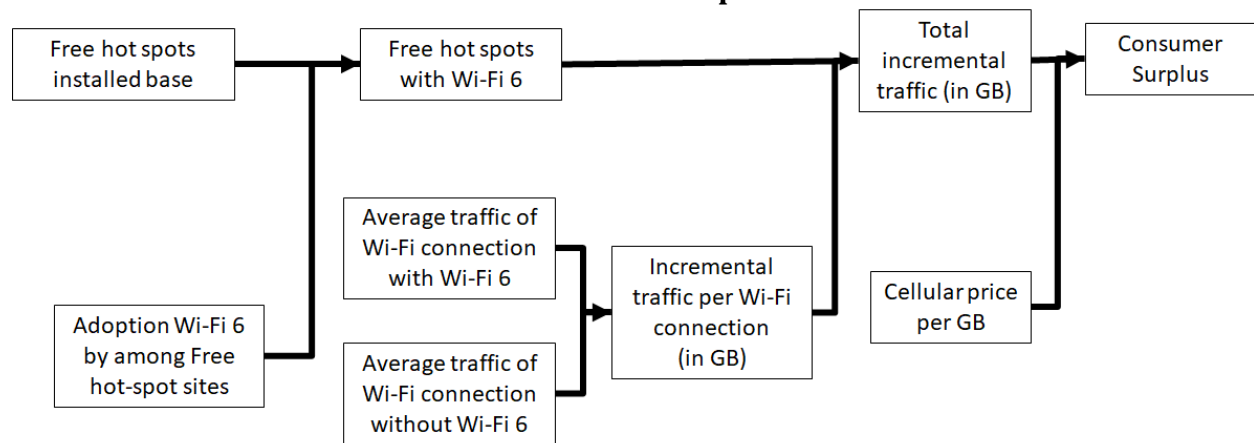 Free hot spots
installed base
Free hot spots
with Wi-Fi 6
Total
incremental
traffic (in GB)
Consumer
Surplus
Average traffic of
Wi-Fi connection
with Wi-Fi 6
Incremental
traffic per Wi-Fi
connection
(in GB)
Cellular price
per GB
Adoption Wi-Fi 6
by among Free
hot-spot sites
Average traffic of
Wi-Fi connection
without Wi-Fi 6